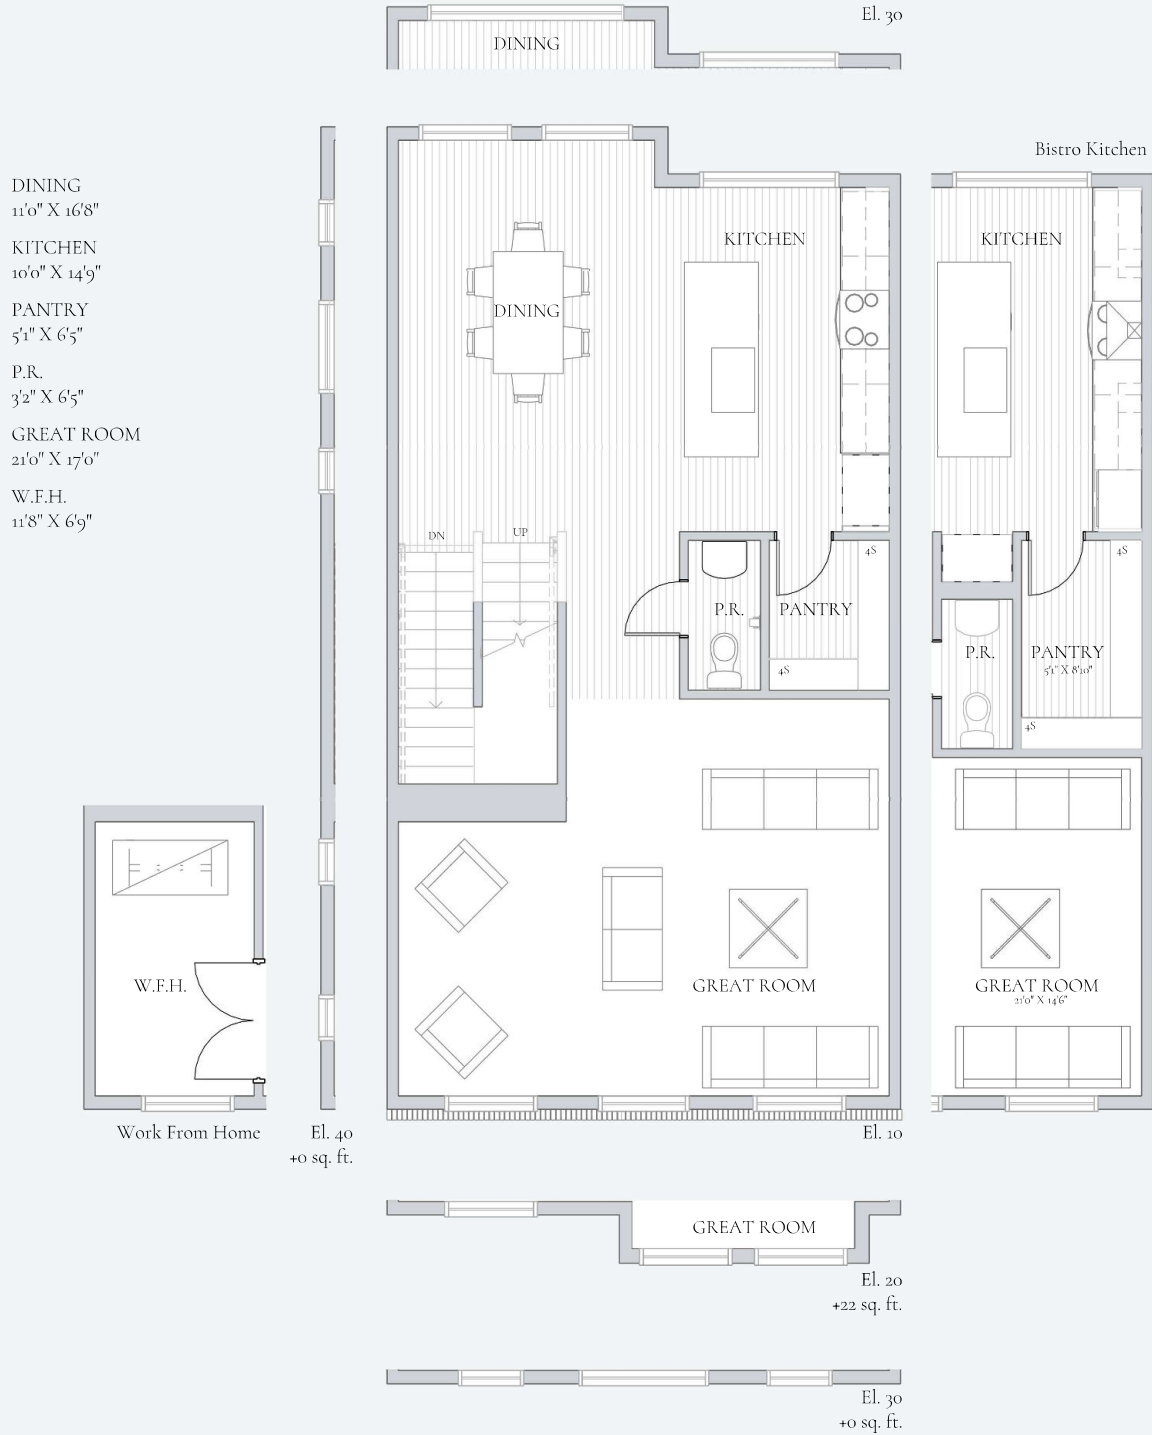 El. 30
DINING
Bistro Kitchen
DINING
11'0" X 16'8"
KITCHEN
10'0" X 14'9"
PANTRY
5'1" X 6'5"
P.R.
3'2" X 6'5"
GREAT ROOM
21'0" X 17'0"
W.F.H.
11'8" X 6'9"
KITCHEN
DINING
DN
UP
4S
P.R.
PANTRY
4S
GREAT ROOM
KITCHEN
4S
P.R.
PANTRY
5'1" X 8'10"
4S
GREAT ROOM
21'0" X 14'6"
W.F.H.
Work From Home
El. 40
+0 sq. ft.
El. 10
GREAT ROOM
El. 20
+22 sq. ft.
El. 30
+0 sq. ft.